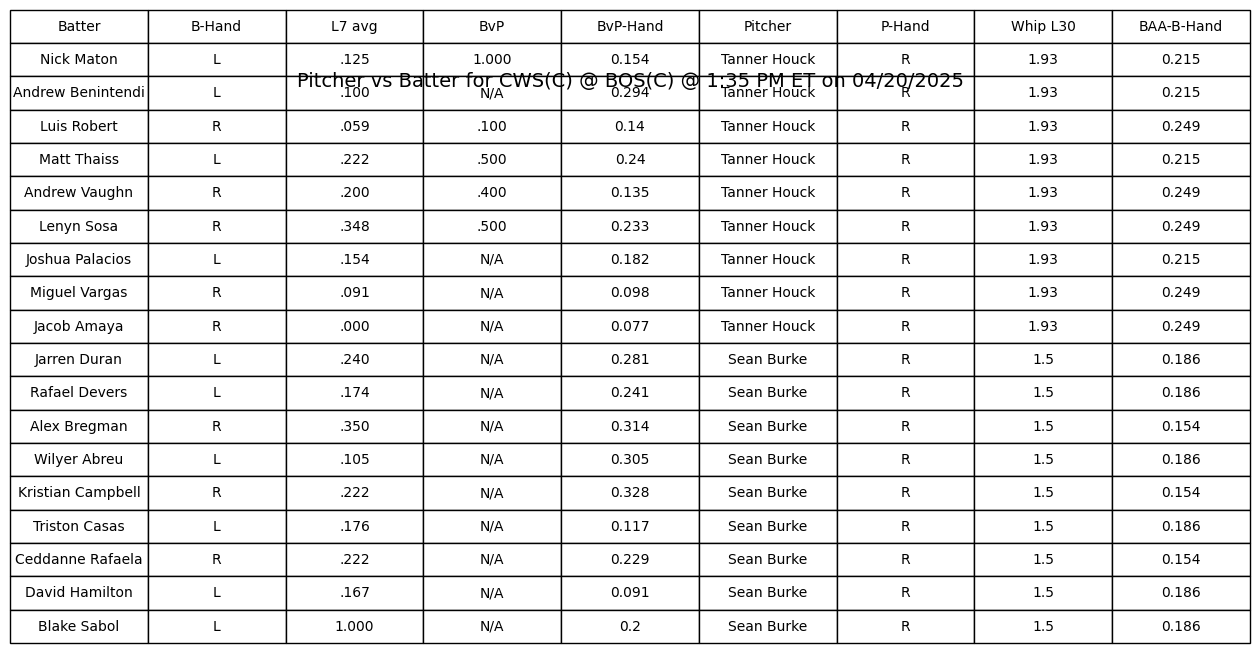 Batter B-Hand L7 avg BvP BvP-Hand Pitcher P-Hand Whip L30 BAA-B-Hand
Nick Maton L .125 1.000 0.154 Tanner Houck R 1.93 0.215
Pitcher vs Batter for CWS(C) @ BOS(C) @ 1:35 PM ET on 04/20/2025
Andrew Benintendi L .100 N/A 0.294 Tanner Houck R 1.93 0.215
Luis Robert R .059 .100 0.14 Tanner Houck R 1.93 0.249
Matt Thaiss L .222 .500 0.24 Tanner Houck R 1.93 0.215
Andrew Vaughn R .200 .400 0.135 Tanner Houck R 1.93 0.249
Lenyn Sosa R .348 .500 0.233 Tanner Houck R 1.93 0.249
Joshua Palacios L .154 N/A 0.182 Tanner Houck R 1.93 0.215
Miguel Vargas R .091 N/A 0.098 Tanner Houck R 1.93 0.249
Jacob Amaya R .000 N/A 0.077 Tanner Houck R 1.93 0.249
Jarren Duran L .240 N/A 0.281 Sean Burke R 1.5 0.186
Rafael Devers L .174 N/A 0.241 Sean Burke R 1.5 0.186
Alex Bregman R .350 N/A 0.314 Sean Burke R 1.5 0.154
Wilyer Abreu L .105 N/A 0.305 Sean Burke R 1.5 0.186
Kristian Campbell R .222 N/A 0.328 Sean Burke R 1.5 0.154
Triston Casas L .176 N/A 0.117 Sean Burke R 1.5 0.186
Ceddanne Rafaela R .222 N/A 0.229 Sean Burke R 1.5 0.154
David Hamilton L .167 N/A 0.091 Sean Burke R 1.5 0.186
Blake Sabol L 1.000 N/A 0.2 Sean Burke R 1.5 0.186